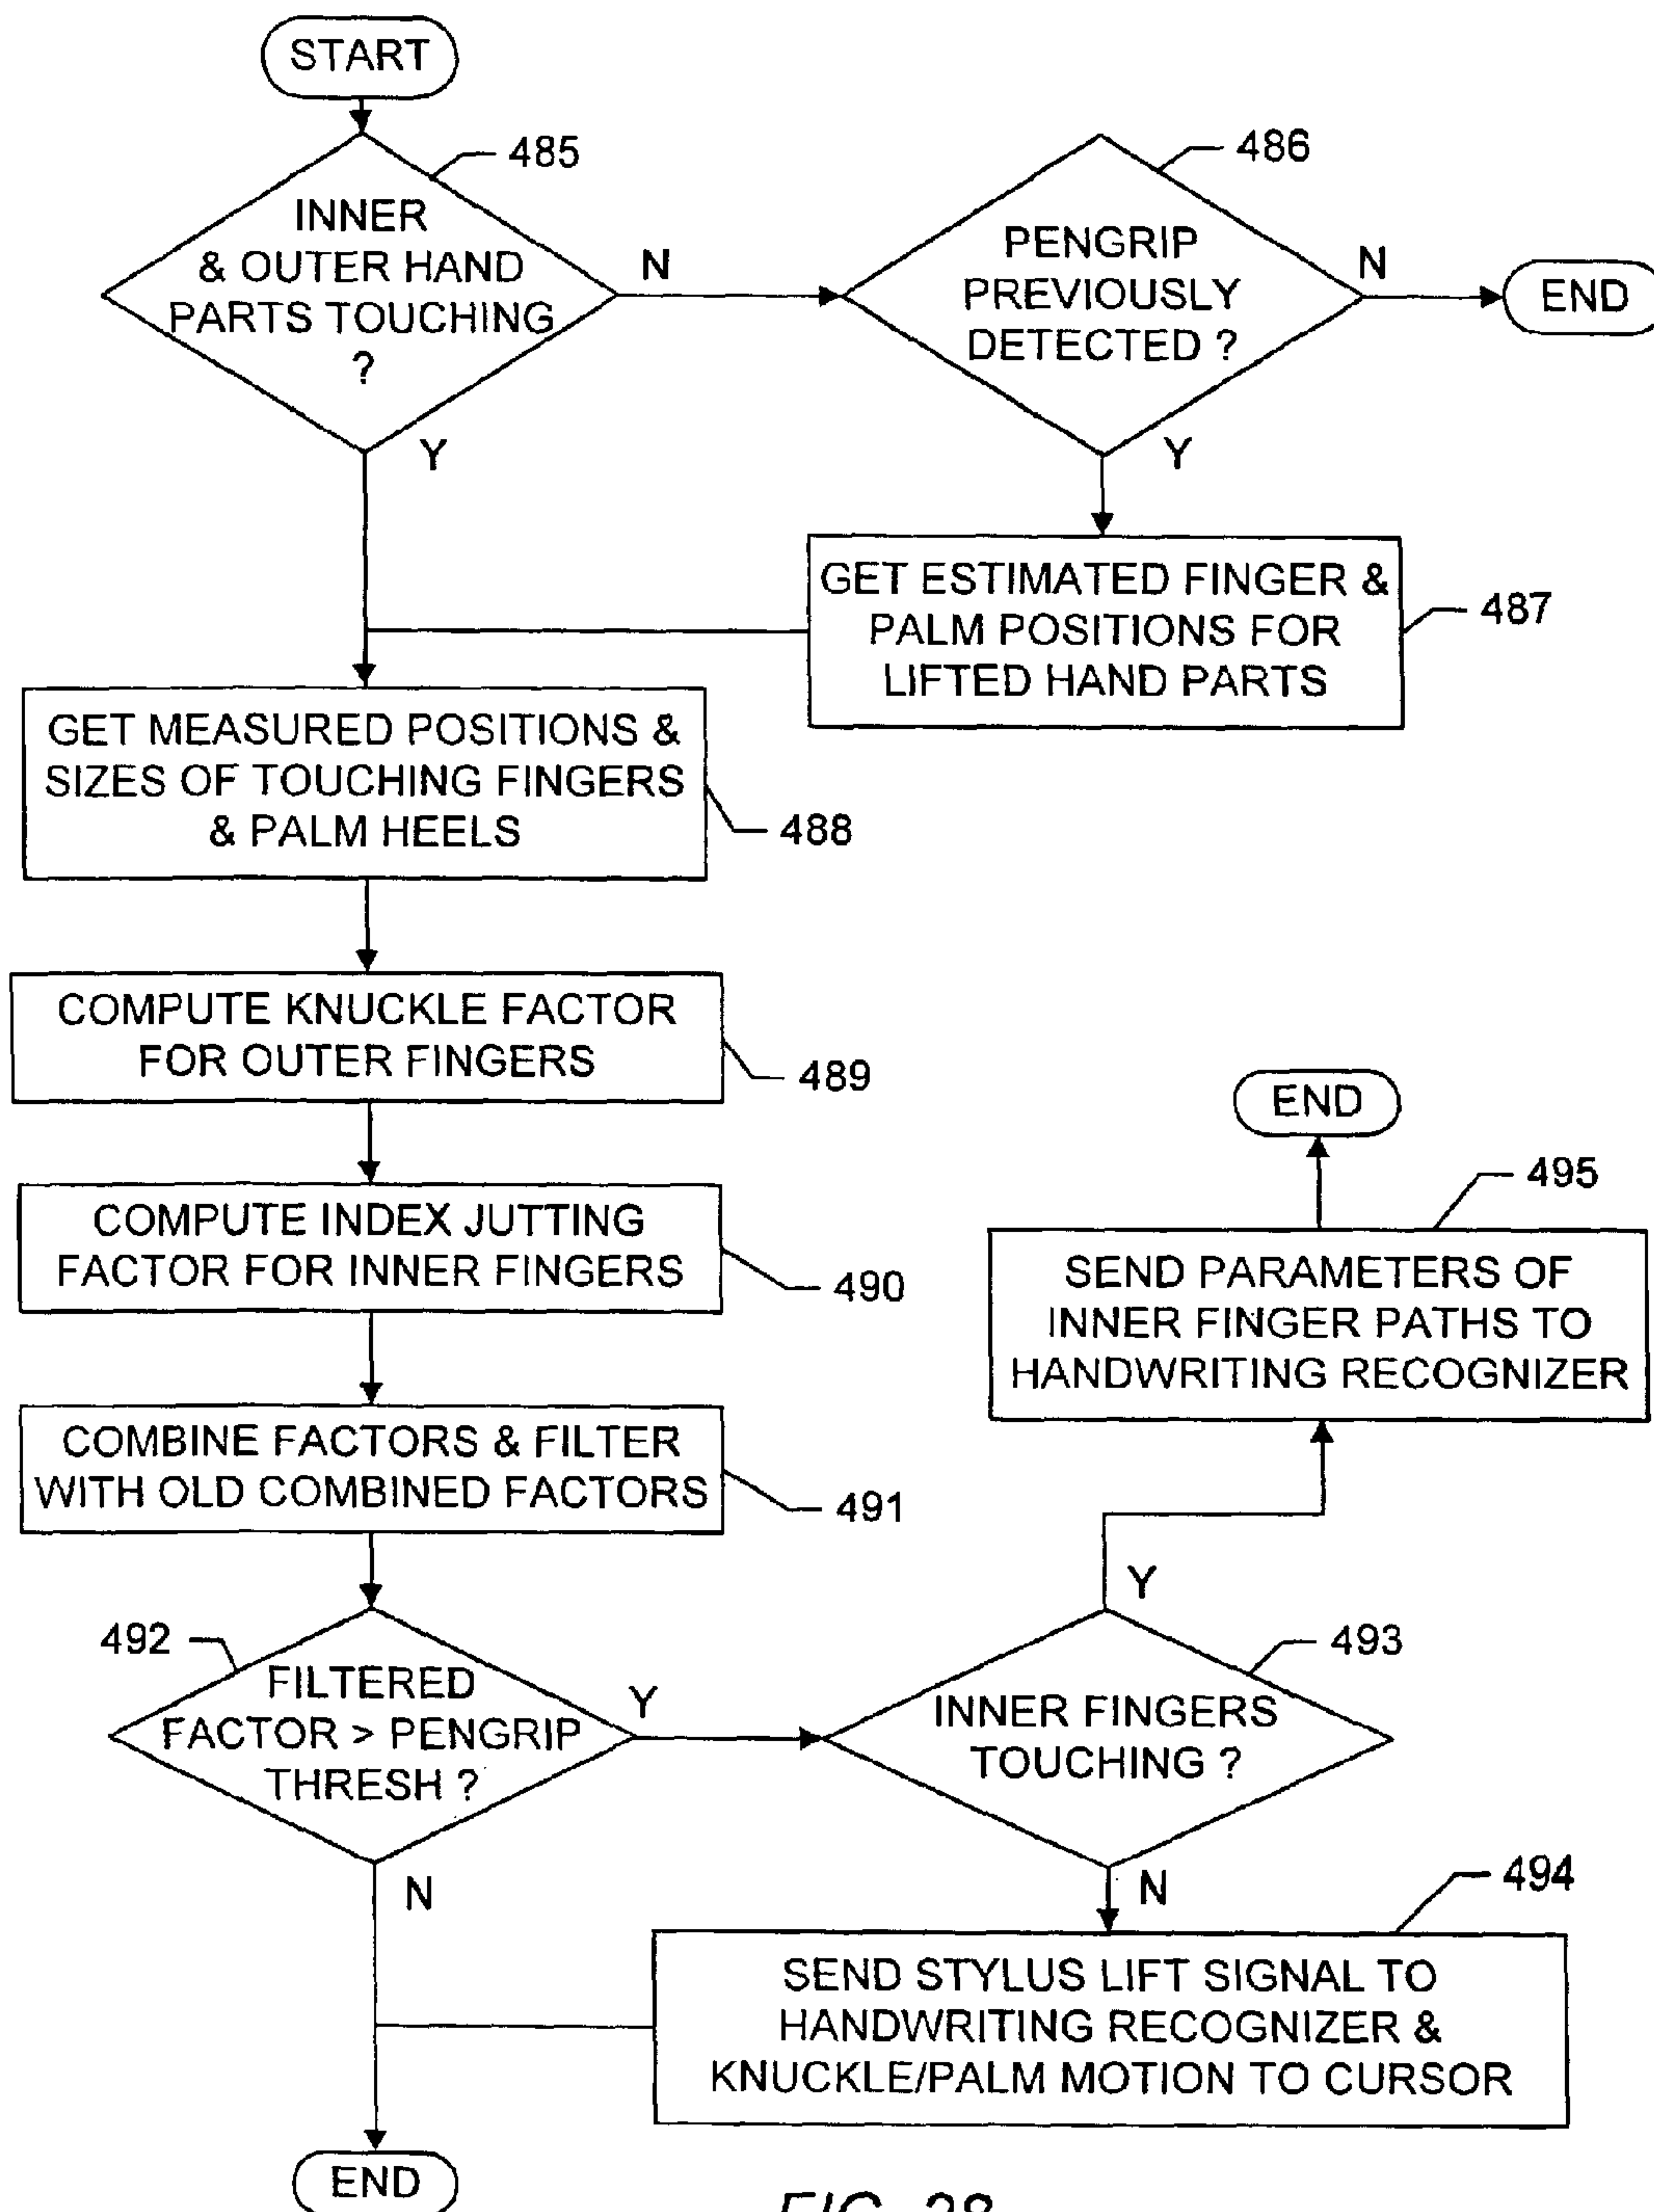 START
485
INNER
& OUTER HAND
PARTS TOUCHING
?
N
Y
486
PENGRIP
PREVIOUSLY
DETECTED ?
N
END
Y
GET ESTIMATED FINGER &
PALM POSITIONS FOR
LIFTED HAND PARTS
487
GET MEASURED POSITIONS &
SIZES OF TOUCHING FINGERS
& PALM HEELS
488
COMPUTE KNUCKLE FACTOR
FOR OUTER FINGERS
489
COMPUTE INDEX JUTTING
FACTOR FOR INNER FINGERS
490
COMBINE FACTORS & FILTER
WITH OLD COMBINED FACTORS
491
492
FILTERED
FACTOR > PENGRIP
THRESH ?
Y
N
493
INNER FINGERS
TOUCHING ?
Y
N
END
495
SEND PARAMETERS OF
INNER FINGER PATHS TO
HANDWRITING RECOGNIZER
494
SEND STYLUS LIFT SIGNAL TO
HANDWRITING RECOGNIZER &
KNUCKLE/PALM MOTION TO CURSOR
END
FIG. 28